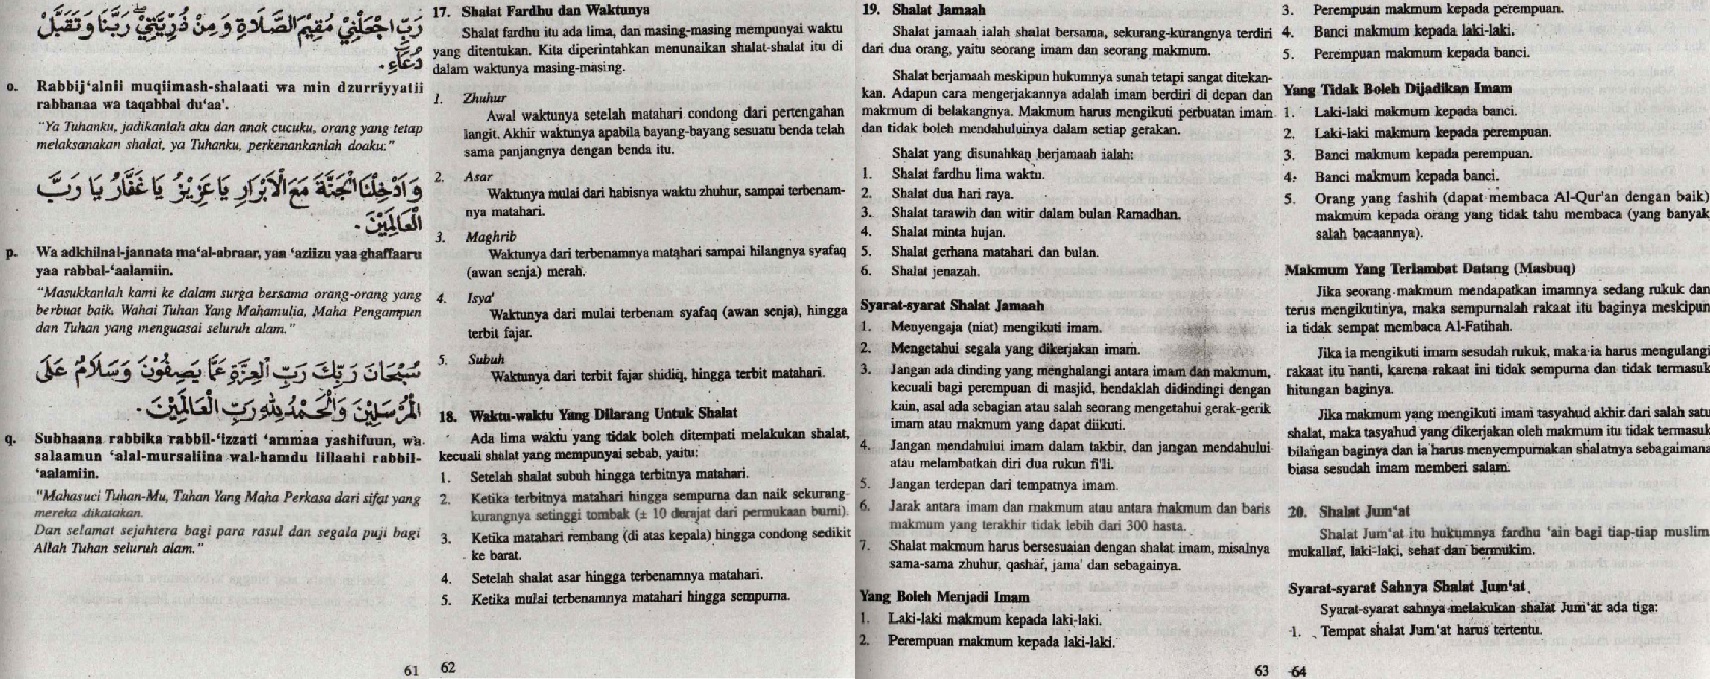 رَبِّ اجْعَلْنِيْ مُقِيْمَ الصَّلَاةِ وَمِنْ ذُرِّيَّتِيْ رَبَّنَا وَتَقَبَّلْ
دُعَاءِ.
o. Rabbij‘alnii muqiimash-shalaati wa min dzurriyyatii
rabbanaa wa taqabbal du‘aa’.
"Ya Tuhanku, jadikanlah aku dan anak cucuku, orang yang tetap
melaksanakan shalat, ya Tuhanku, perkenankanlah doaku."
وَأَدْخِلْنَا الْجَنَّةَ مَعَ الْأَبْرَارِ يَا عَزِيْزُ يَا غَفَّارُ يَا رَبَّ
الْعَالَمِيْنَ.
p. Wa adkhilnal-jannata ma‘al-abraar, yaa ‘aziizu yaa ghaffaaru
yaa rabbal-‘aalamiin.
"Masukkanlah kami ke dalam surga bersama orang-orang yang
berbuat baik. Wahai Tuhan Yang Mahamulia, Maha Pengampun
dan Tuhan yang menguasai seluruh alam."
سُبْحَانَ رَبِّكَ رَبِّ الْعِزَّةِ عَمَّا يَصِفُوْنَ وَسَلَامٌ عَلَى
الْمُرْسَلِيْنَ وَالْحَمْدُ لِلّٰهِ رَبِّ الْعَالَمِيْنَ.
q. Subhaana rabbika rabbil-‘izzati ‘ammaa yashifuun, wa
salaamun ‘alal-mursaliina wal-hamdu lillaahi rabbil-
‘aalamiin.
"Mahasuci Tuhan-Mu, Tuhan Yang Maha Perkasa dari sifat yang
mereka dikatakan.
Dan selamat sejahtera bagi para rasul dan segala puji bagi
Allah Tuhan seluruh alam."
61
17. Shalat Fardhu dan Waktunya
Shalat fardhu itu ada lima, dan masing-masing mempunyai waktu
yang ditentukan. Kita diperintahkan menunaikan shalat-shalat itu di
dalam waktunya masing-masing.
1. Zhuhur
Awal waktunya setelah matahari condong dari pertengahan
langit. Akhir waktunya apabila bayang-bayang sesuatu benda telah
sama panjangnya dengan benda itu.
2. Asar
Waktunya mulai dari habisnya waktu zhuhur, sampai terbenam-
nya matahari.
3. Maghrib
Waktunya dari terbenamnya matahari sampai hilangnya syafaq
(awan senja) merah.
4. Isya'
Waktunya dari mulai terbenam syafaq (awan senja), hingga
terbit fajar.
5. Subuh
Waktunya dari terbit fajar shidiq, hingga terbit matahari.
18. Waktu-waktu Yang Dilarang Untuk Shalat
Ada lima waktu yang tidak boleh ditempati melakukan shalat,
kecuali shalat yang mempunyai sebab, yaitu:
1. Setelah shalat subuh hingga terbitnya matahari.
2. Ketika terbitnya matahari hingga sempurna dan naik sekurang-
kurangnya setinggi tombak (± 10 derajat dari permukaan bumi).
3. Ketika matahari rembang (di atas kepala) hingga condong sedikit
ke barat.
4. Setelah shalat asar hingga terbenamnya matahari.
5. Ketika mulai terbenamnya matahari hingga sempurna.
62
19. Shalat Jamaah
Shalat jamaah ialah shalat bersama, sekurang-kurangnya terdiri
dari dua orang, yaitu seorang imam dan seorang makmum.
Shalat berjamaah meskipun hukumnya sunah tetapi sangat ditekan-
kan. Adapun cara mengerjakannya adalah imam berdiri di depan dan
makmum di belakangnya. Makmum harus mengikuti perbuatan imam
dan tidak boleh mendahuluinya dalam setiap gerakan.
Shalat yang disunahkan berjamaah ialah:
1. Shalat fardhu lima waktu.
2. Shalat dua hari raya.
3. Shalat tarawih dan witir dalam bulan Ramadhan.
4. Shalat minta hujan.
5. Shalat gerhana matahari dan bulan.
6. Shalat jenazah.
Syarat-syarat Shalat Jamaah
1. Menyengaja (niat) mengikuti imam.
2. Mengetahui segala yang dikerjakan imam.
3. Jangan ada dinding yang menghalangi antara imam dan makmum,
kecuali bagi perempuan di masjid, hendaklah didindingi dengan
kain, asal ada sebagian atau salah seorang mengetahui gerak-gerik
imam atau makmum yang dapat diikuti.
4. Jangan mendahului imam dalam takbir, dan jangan mendahului
atau melambatkan diri dua rukun fi'li.
5. Jangan terdepan dari tempatnya imam.
6. Jarak antara imam dan makmum atau antara makmum dan baris
makmum yang terakhir tidak lebih dari 300 hasta.
7. Shalat makmum harus bersesuaian dengan shalat imam, misalnya
sama-sama zhuhur, qashar, jama' dan sebagainya.
Yang Boleh Menjadi Imam
1. Laki-laki makmum kepada laki-laki.
2. Perempuan makmum kepada laki-laki.
63
3. Perempuan makmum kepada perempuan.
4. Banci makmum kepada laki-laki.
5. Perempuan makmum kepada banci.
Yang Tidak Boleh Dijadikan Imam
1. Laki-laki makmum kepada banci.
2. Laki-laki makmum kepada perempuan.
3. Banci makmum kepada perempuan.
4. Banci makmum kepada banci.
5. Orang yang fashih (dapat membaca Al-Qur'an dengan baik)
makmum kepada orang yang tidak tahu membaca (yang banyak
salah bacaannya).
Makmum Yang Terlambat Datang (Masbuq)
Jika seorang makmum mendapatkan imamnya sedang rukuk dan
terus mengikutinya, maka sempurnalah rakaat itu baginya meskipun
ia tidak sempat membaca Al-Fatihah.
Jika ia mengikuti imam sesudah rukuk, maka ia harus mengulangi
rakaat itu nanti, karena rakaat ini tidak sempurna dan tidak termasuk
hitungan baginya.
Jika makmum yang mengikuti imam tasyahud akhir dari salah satu
shalat, maka tasyahud yang dikerjakan oleh makmum itu tidak termasuk
bilangan baginya dan ia harus menyempurnakan shalatnya sebagaimana
biasa sesudah imam memberi salam.
20. Shalat Jum'at
Shalat Jum'at itu hukumnya fardhu 'ain bagi tiap-tiap muslim
mukallaf, laki-laki, sehat dan bermukim.
Syarat-syarat Sahnya Shalat Jum'at
Syarat-syarat sahnya melakukan shalat Jum'at ada tiga:
1. Tempat shalat Jum'at harus tertentu.
64